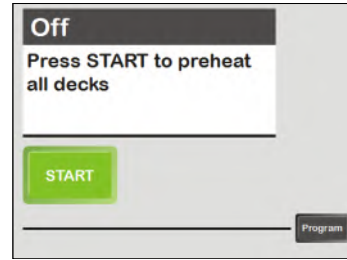 Off
Press START to preheat
all decks
START
Program